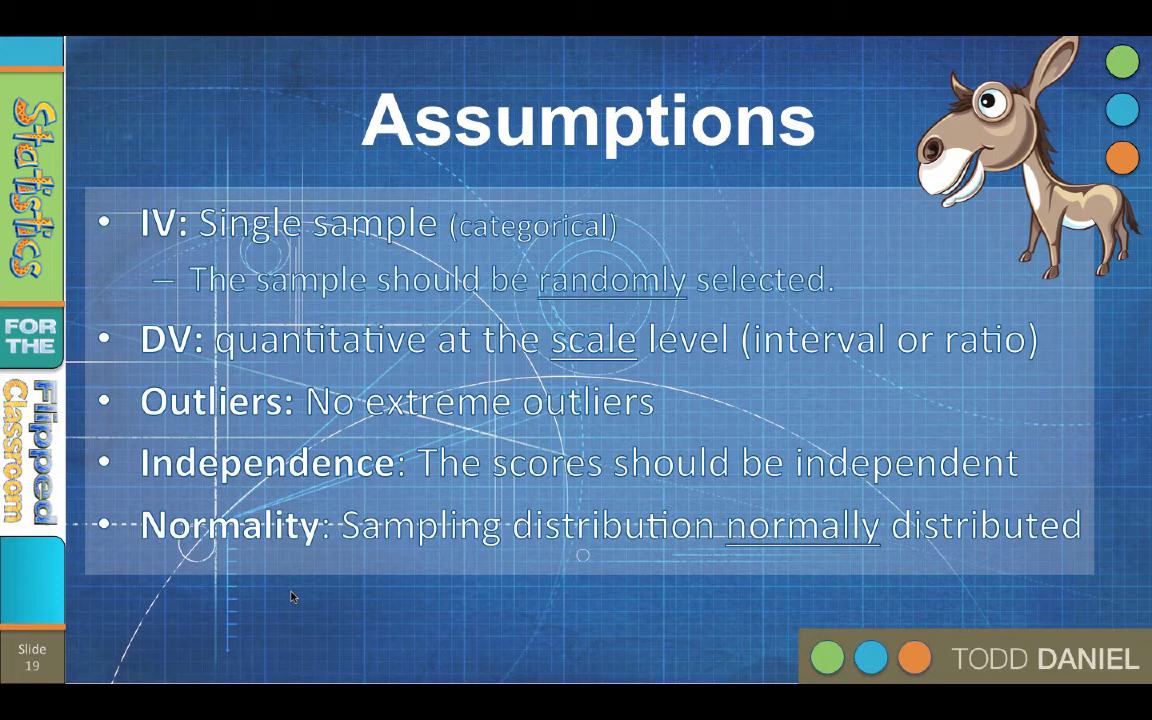 Assumptions
• IV: Single sample (categorical)
– The sample should be randomly selected.
• DV: quantitative at the scale level (interval or ratio)
• Outliers: No extreme outliers
• Independence: The scores should be independent
• Normality: Sampling distribution normally distributed
Statistics
FOR
THE
Flipped
Classroom
Slide
19
TODD DANIEL